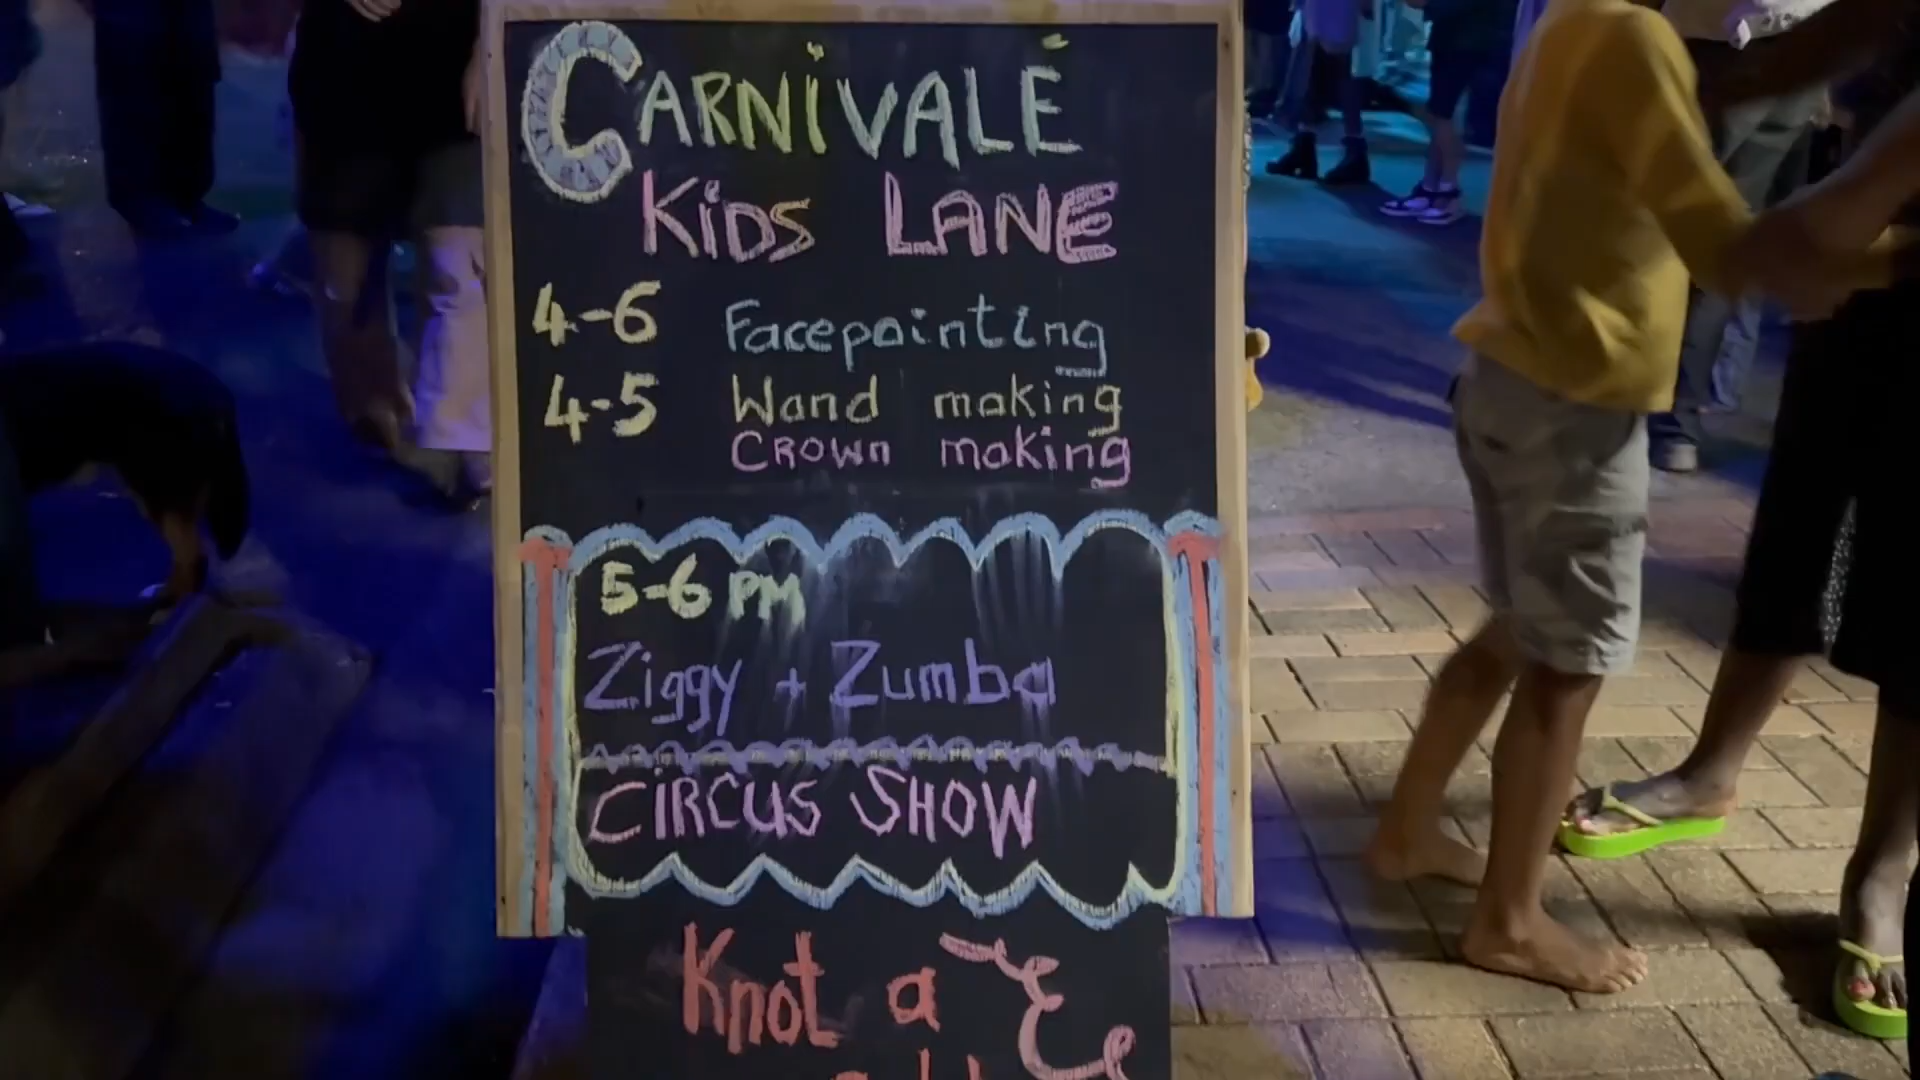 CARNiVALÉ
KiDS LANE
4-6 Facepainting
4-5 Wand making
CROWn making
5-6 PM
Ziggy + Zumba
CiRCUS SHOW
Knot a